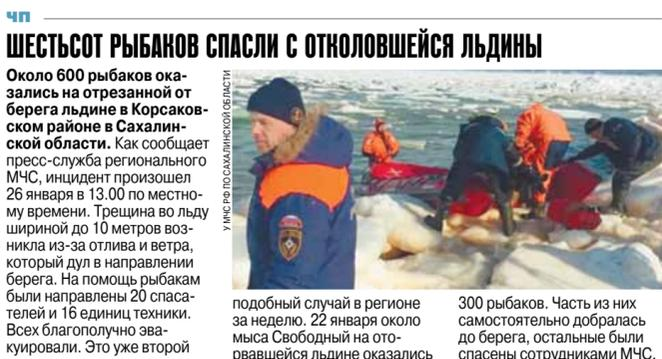 ЧП
ШЕСТЬСОТ РЫБАКОВ СПАСЛИ С ОТКОЛОВШЕЙСЯ ЛЬДИНЫ
Около 600 рыбаков ока-
зались на отрезанной от
берега льдине в Корсаков-
ском районе в Сахалин-
ской области. Как сообщает
пресс-служба регионального
МЧС, инцидент произошел
26 января в 13.00 по местно-
му времени. Трещина во льду
шириной до 10 метров воз-
никла из-за отлива и ветра,
который дул в направлении
берега. На помощь рыбакам
были направлены 20 спаса-
телей и 16 единиц техники.
Всех благополучно эва-
куировали. Это уже второй
У МЧС РФ ПО САХАЛИНСКОЙ ОБЛАСТИ
подобный случай в регионе
за неделю. 22 января около
мыса Свободный на ото-
рвавшейся льдине оказались
300 рыбаков. Часть из них
самостоятельно добралась
до берега, остальные были
спасены сотрудниками МЧС.